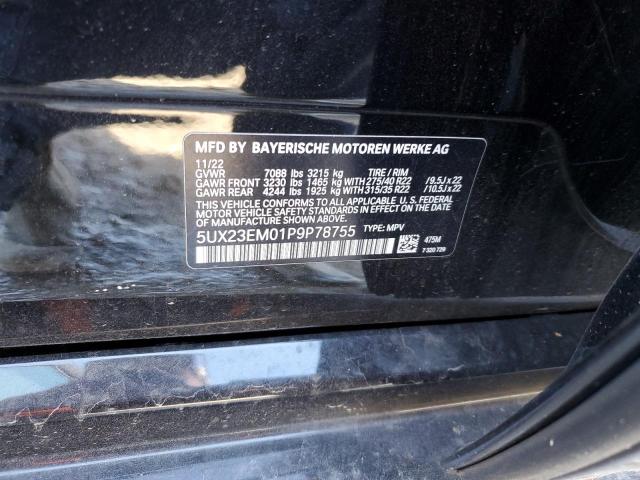 MFD BY BAYERISCHE MOTOREN WERKE AG
11/22
GVWR 7088 lbs 3215 kg TIRE / RIM
GAWR FRONT 3230 lbs 1465 kg WITH 275/40 R22 / 9.5J x 22
GAWR REAR 4244 lbs 1925 kg WITH 315/35 R22 / 10.5J x 22
THIS VEHICLE CONFORMS TO ALL APPLICABLE U.S. FEDERAL
MOTOR VEHICLE SAFETY STANDARDS IN EFFECT ON THE
DATE OF MANUFACTURE SHOWN ABOVE.
5UX23EM01P9P78755 TYPE: MPV 475M
7 320 729